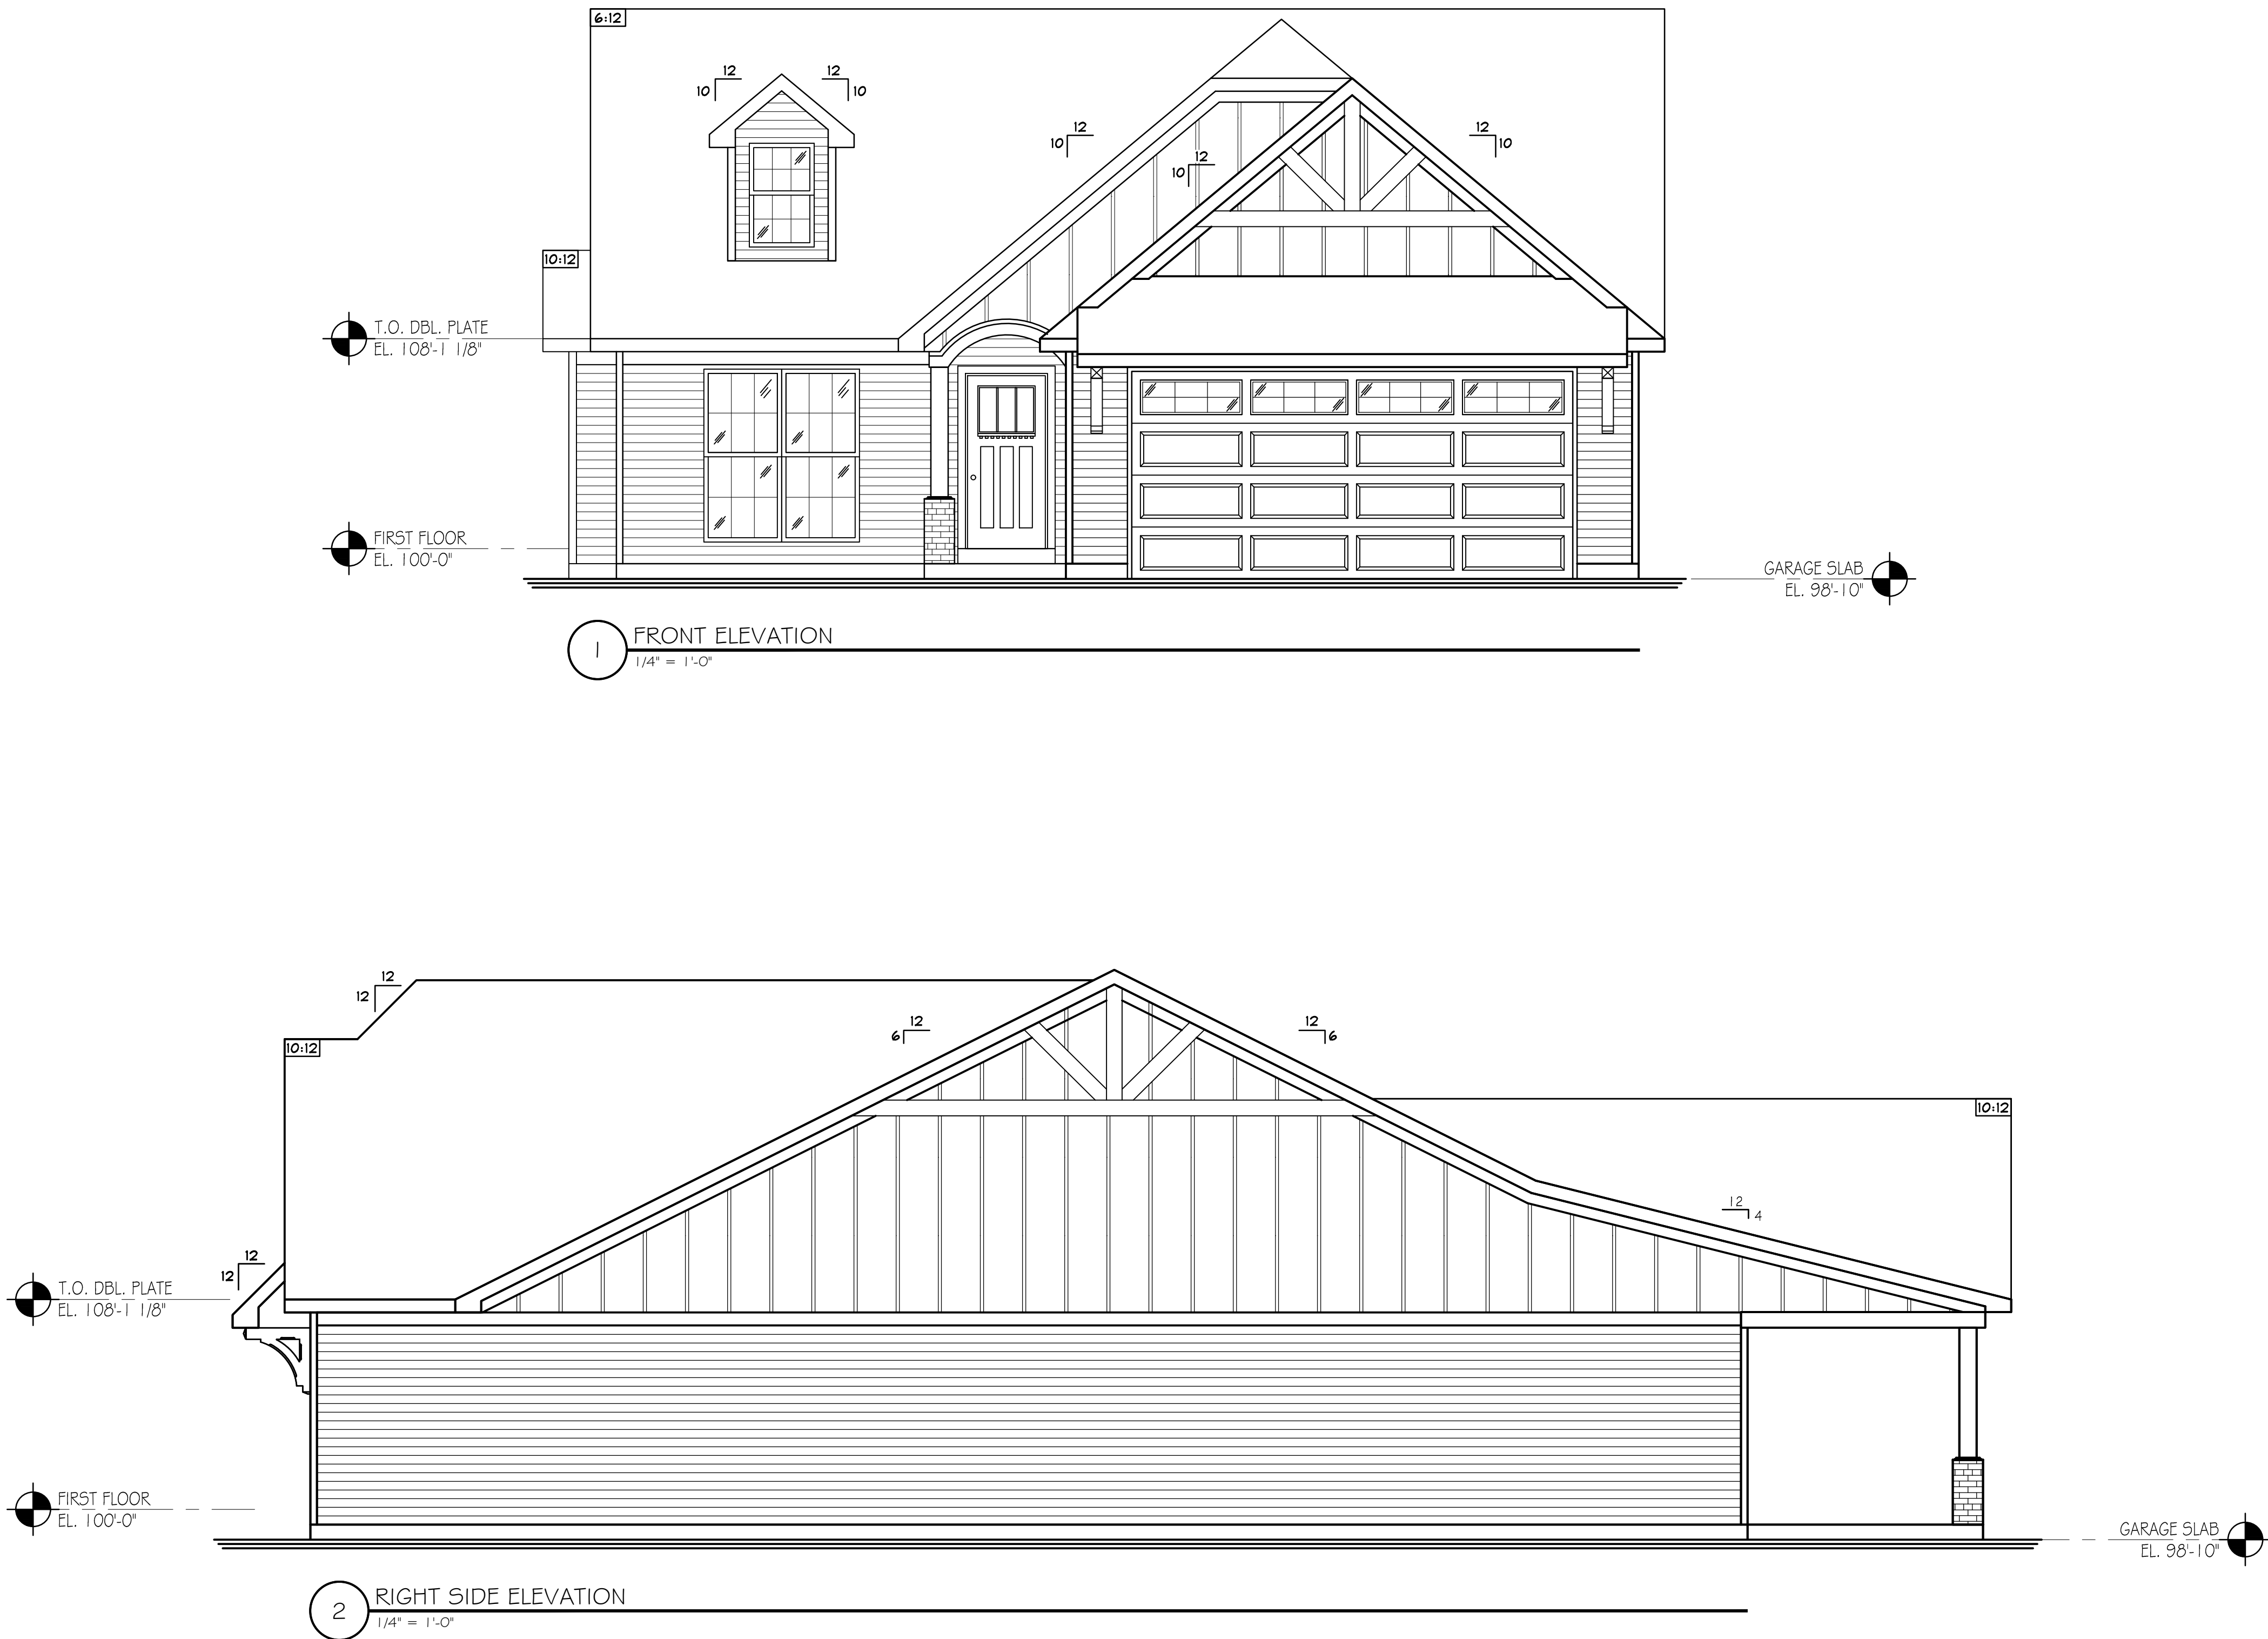 6:12
12 12
10 10
12 12
10 10
12
10
10:12
T.O. DBL. PLATE
EL. 108'-1 1/8"
FIRST FLOOR
EL. 100'-0"
GARAGE SLAB
EL. 98'-10"
1 FRONT ELEVATION
1/4" = 1'-0"
12
12
12 12
6 6
10:12
10:12
12
4
12
12
T.O. DBL. PLATE
EL. 108'-1 1/8"
FIRST FLOOR
EL. 100'-0"
GARAGE SLAB
EL. 98'-10"
2 RIGHT SIDE ELEVATION
1/4" = 1'-0"